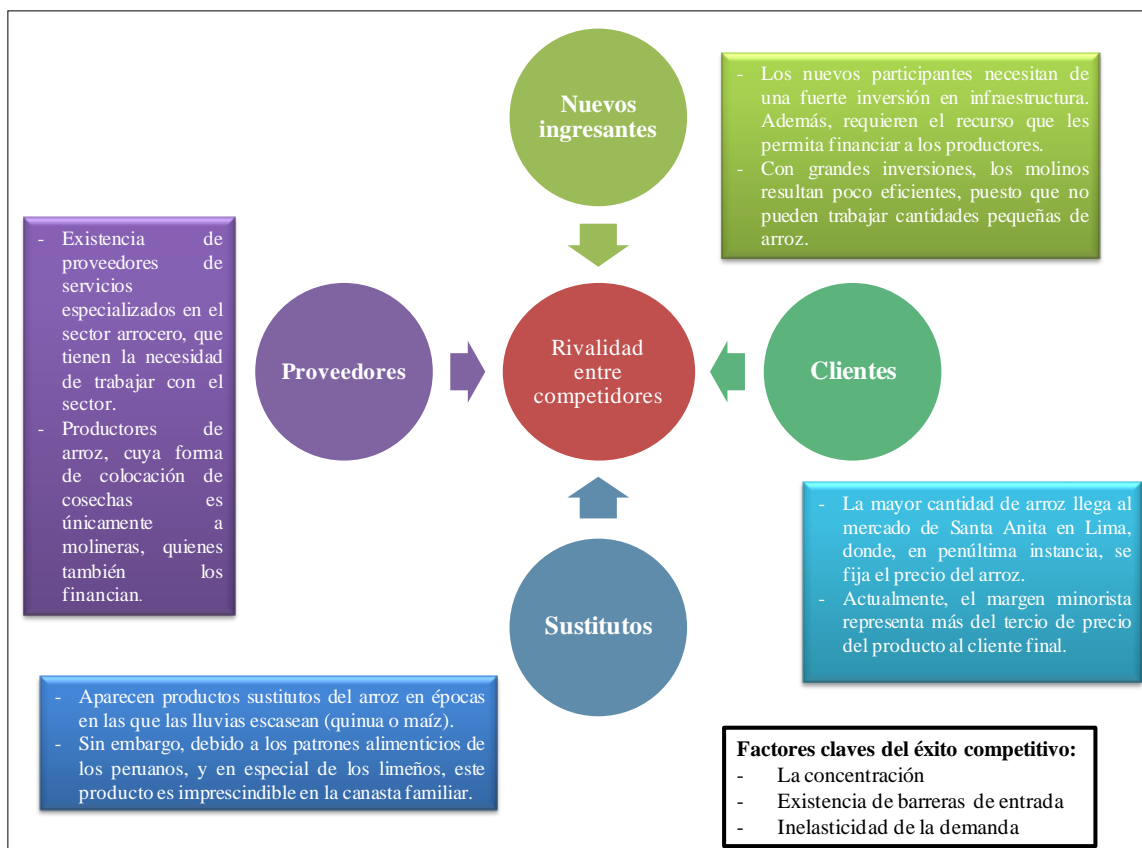 Nuevos
ingresantes
- Los nuevos participantes necesitan de
una fuerte inversión en infraestructura.
Además, requieren el recurso que les
permita financiar a los productores.
- Con grandes inversiones, los molinos
resultan poco eficientes, puesto que no
pueden trabajar cantidades pequeñas de
arroz.
- Existencia de
proveedores de
servicios
especializados en el
sector arrocero, que
tienen la necesidad
de trabajar con el
sector.
- Productores de
arroz, cuya forma
de colocación de
cosechas es
únicamente a
molineras, quienes
también los
financian.
Proveedores
Rivalidad
entre
competidores
Clientes
- La mayor cantidad de arroz llega al
mercado de Santa Anita en Lima,
donde, en penúltima instancia, se
fija el precio del arroz.
- Actualmente, el margen minorista
representa más del tercio de precio
del producto al cliente final.
Sustitutos
- Aparecen productos sustitutos del arroz en épocas
en las que las lluvias escasean (quinua o maíz).
- Sin embargo, debido a los patrones alimenticios de
los peruanos, y en especial de los limeños, este
producto es imprescindible en la canasta familiar.
Factores claves del éxito competitivo:
- La concentración
- Existencia de barreras de entrada
- Inelasticidad de la demanda